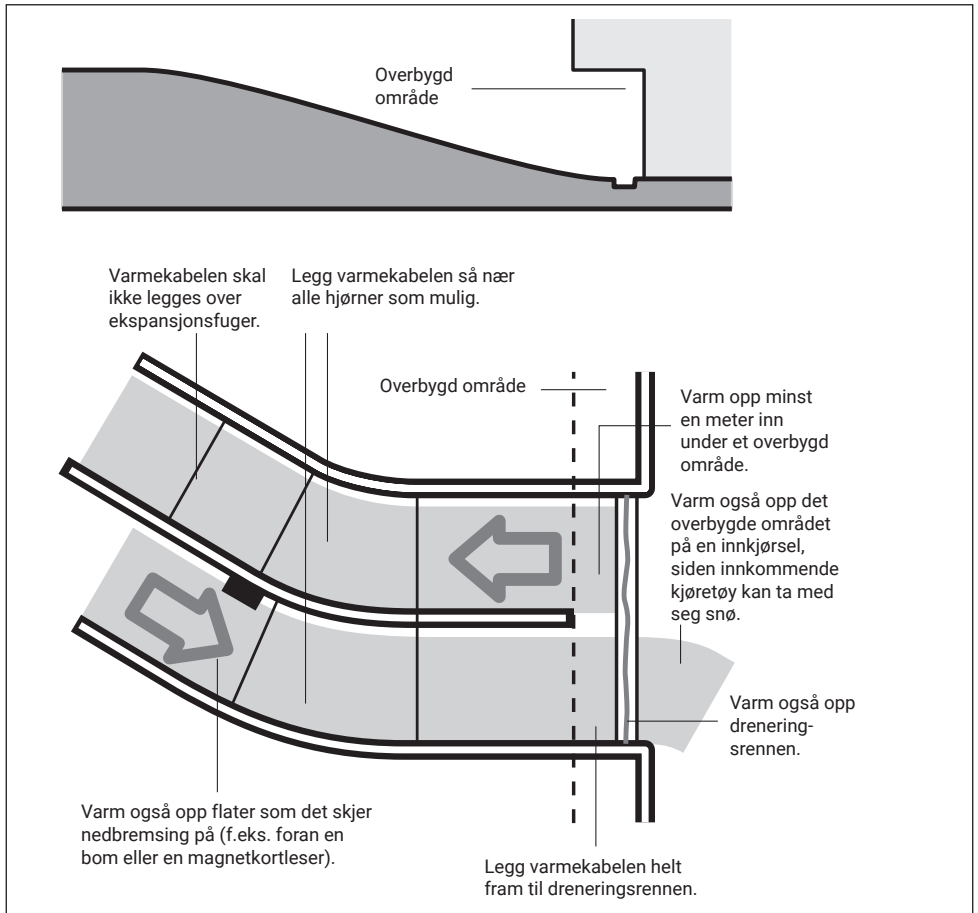 Overbygd
område
Varmekabelen skal
ikke legges over
ekspansjonsfuger.
Legg varmekabelen så nær
alle hjørner som mulig.
Overbygd område
Varm opp minst
en meter inn
under et overbygd
område.
Varm også opp det
overbygde området
på en innkjørsel,
siden innkommende
kjøretøy kan ta med
seg snø.
Varm også opp
drenering-
srennen.
Varm også opp flater som det skjer
nedbremsing på (f.eks. foran en
bom eller en magnetkortleser).
Legg varmekabelen helt
fram til dreneringsrennen.